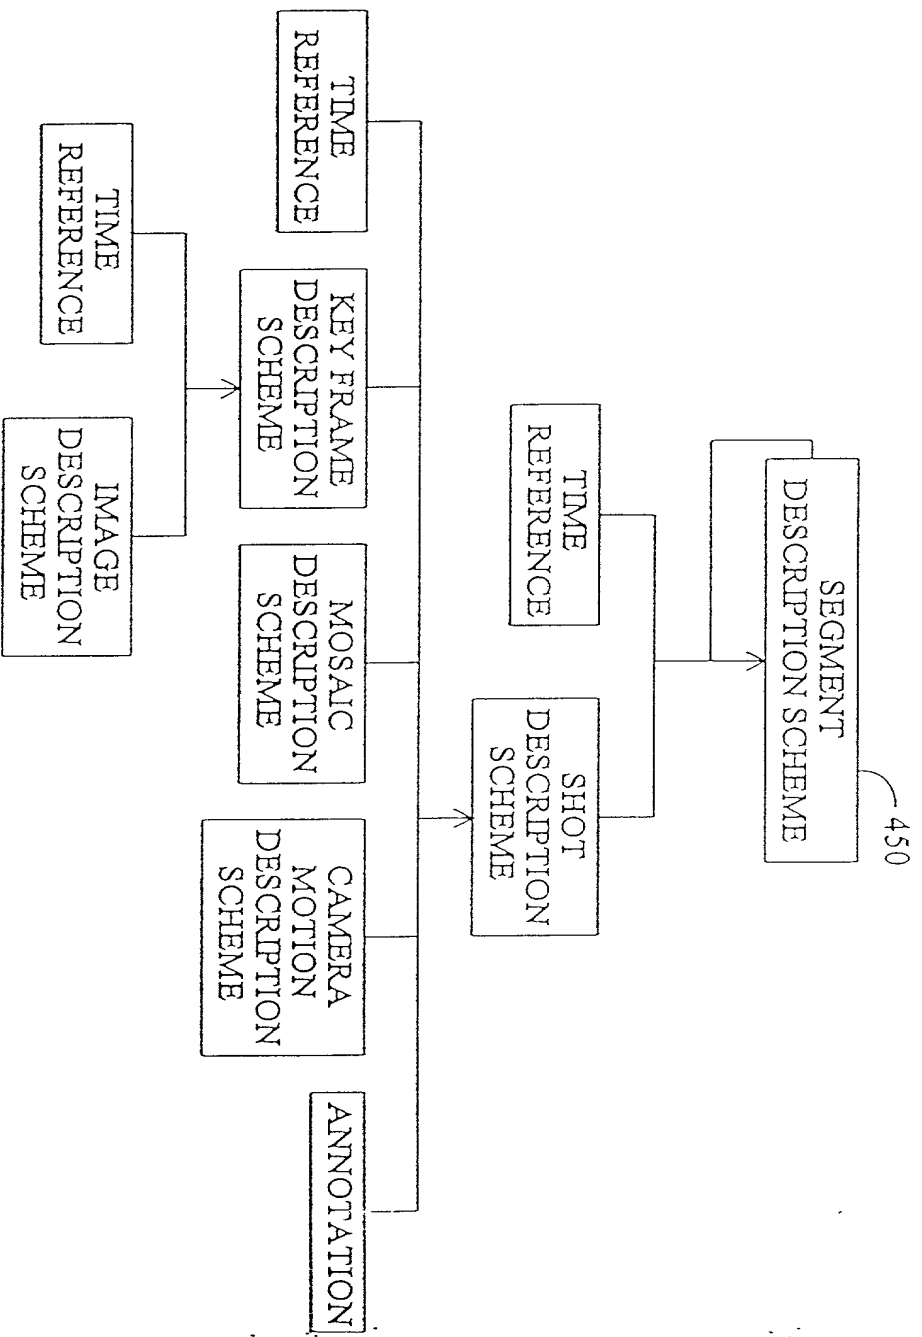 SEGMENT
DESCRIPTION SCHEME
450
TIME
REFERENCE
SHOT
DESCRIPTION
SCHEME
TIME
REFERENCE
KEY FRAME
DESCRIPTION
SCHEME
MOSAIC
DESCRIPTION
SCHEME
CAMERA
MOTION
DESCRIPTION
SCHEME
ANNOTATION
TIME
REFERENCE
IMAGE
DESCRIPTION
SCHEME